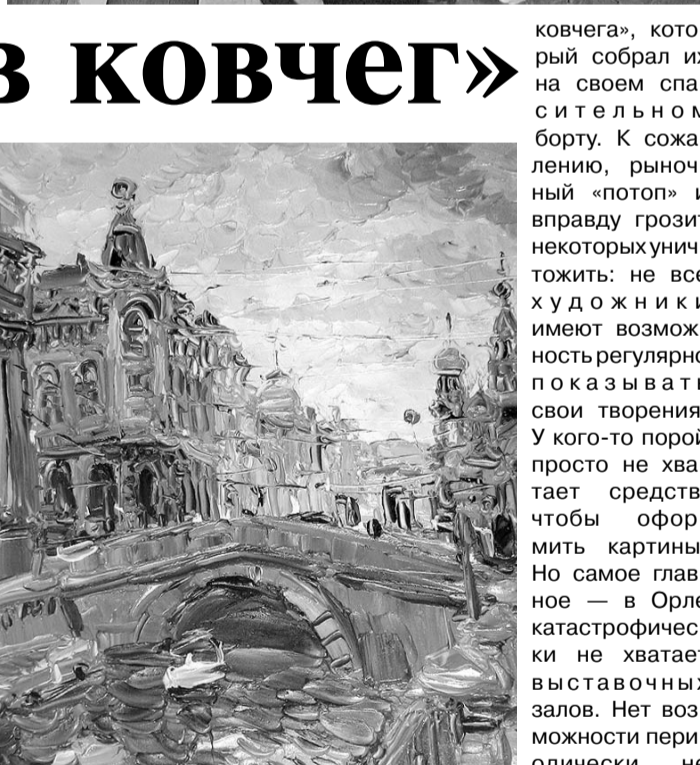 в ковчег»
ковчега», кото
рый собрал их
на своем спа
сительном
борту. К сожа
лению, рыноч
ный «потоп» и
вправду грозит
некоторых унич
тожить: не все
художники
имеют возмож
ность регулярно
показывать
свои творения
У кого-то порой
просто не хва
тает средств
чтобы офор
мить картины
Но самое глав
ное — в Орле
катастрофичес
ки не хватает
выставочных
залов. Нет воз
можности пери
одически не